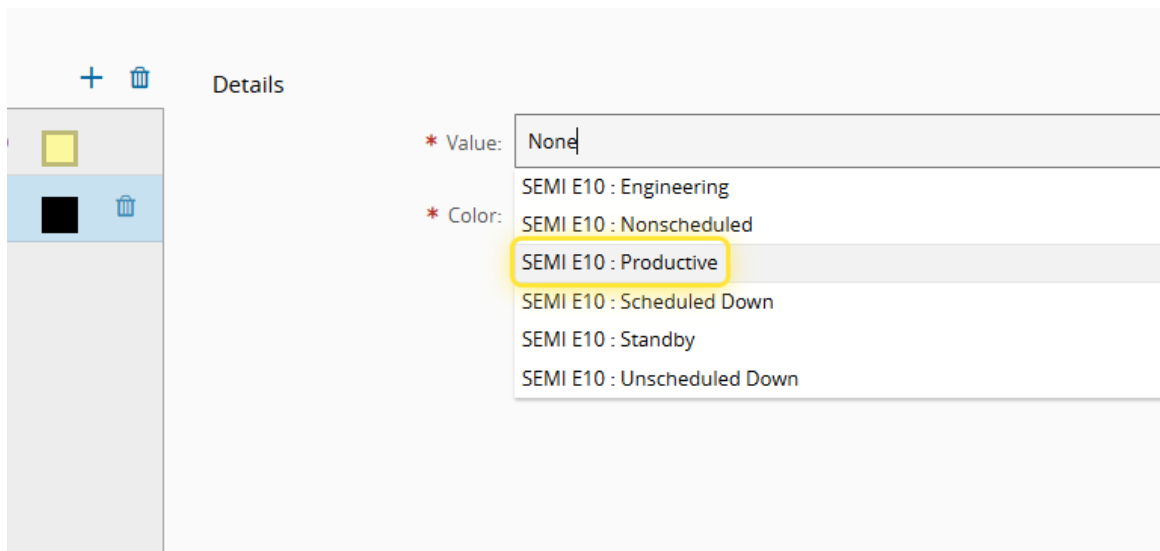 Details
* Value: None
SEMI E10 : Engineering
* Color:
SEMI E10 : Nonscheduled
SEMI E10 : Productive
SEMI E10 : Scheduled Down
SEMI E10 : Standby
SEMI E10 : Unscheduled Down